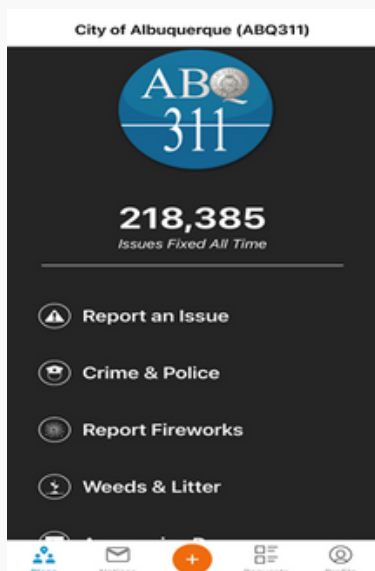 City of Albuquerque (ABQ311)
ABQ
311
218,385
Issues Fixed All Time
Report an Issue
Crime & Police
Report Fireworks
Weeds & Litter